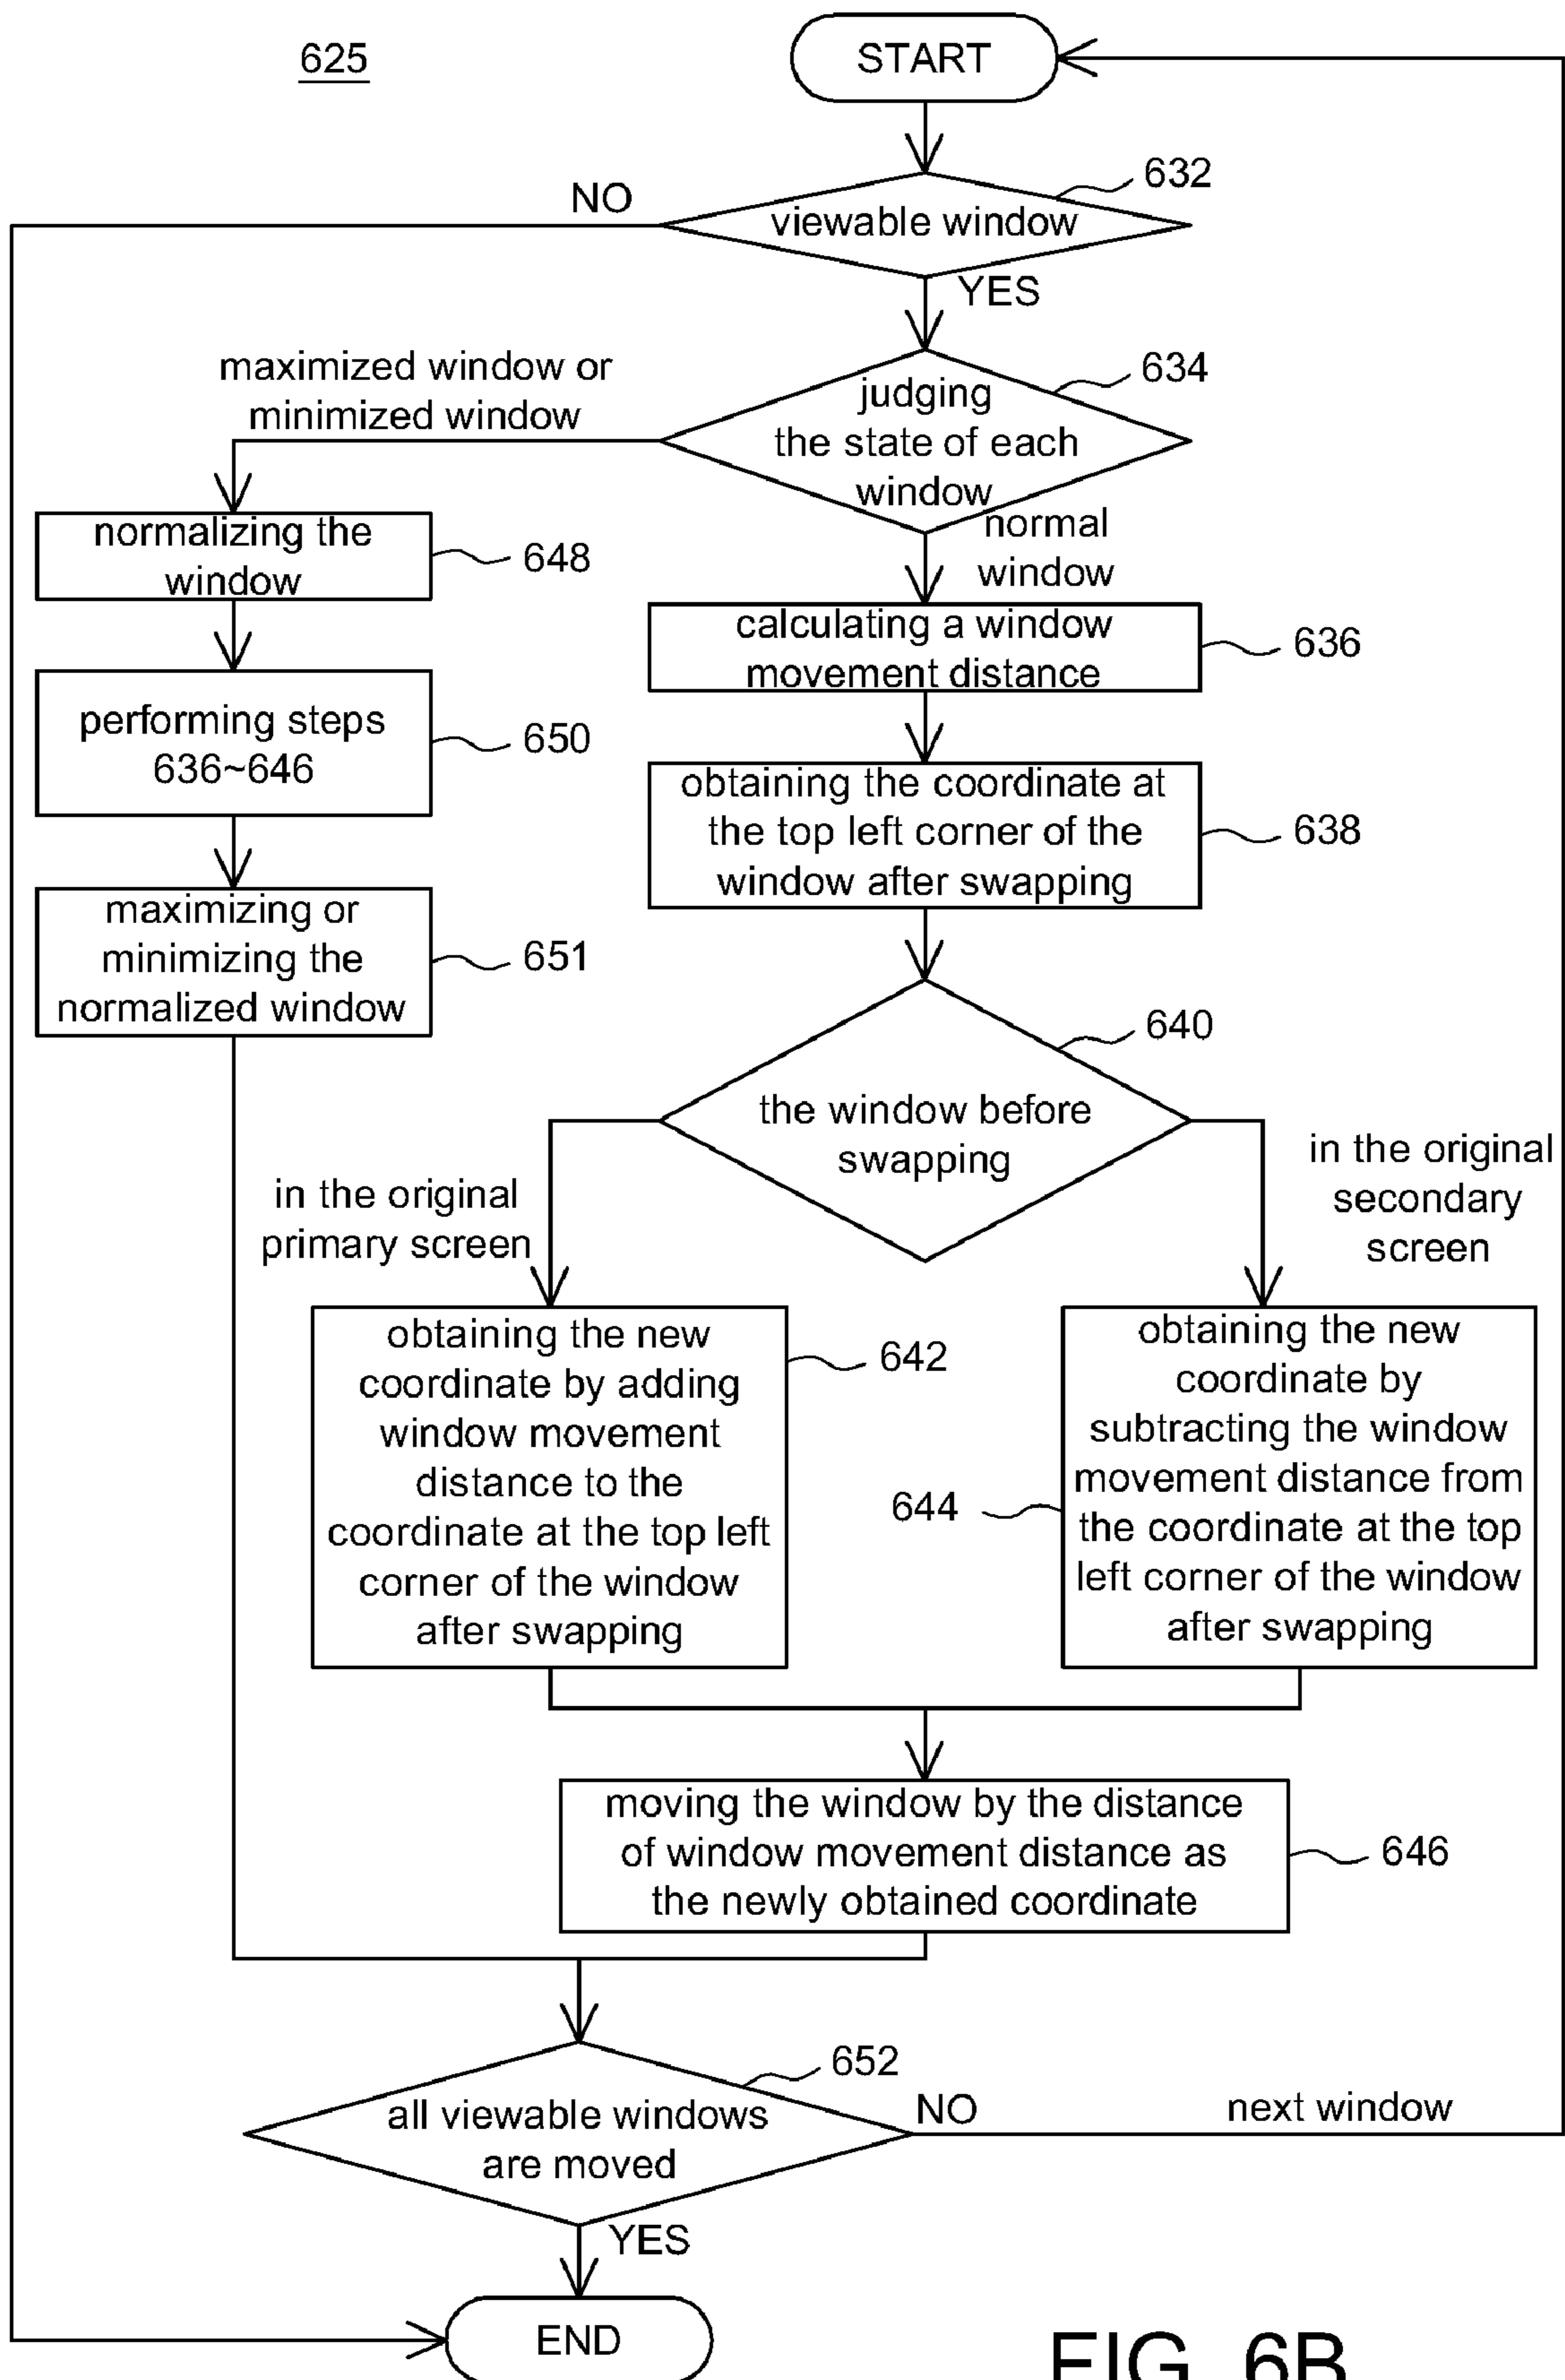 625
START
632
NO
viewable window
YES
maximized window or
minimized window
634
judging
the state of each
window
normal
window
normalizing the
window
648
calculating a window
movement distance
636
performing steps
636~646
650
obtaining the coordinate at
the top left corner of the
window after swapping
638
maximizing or
minimizing the
normalized window
651
640
the window before
swapping
in the original
primary screen
in the original
secondary
screen
obtaining the new
coordinate by adding
window movement
distance to the
coordinate at the top left
corner of the window
after swapping
642
obtaining the new
coordinate by
subtracting the window
movement distance from
the coordinate at the top
left corner of the window
after swapping
644
moving the window by the distance
of window movement distance as
the newly obtained coordinate
646
652
all viewable windows
are moved
NO
next window
YES
END
FIG. 6B